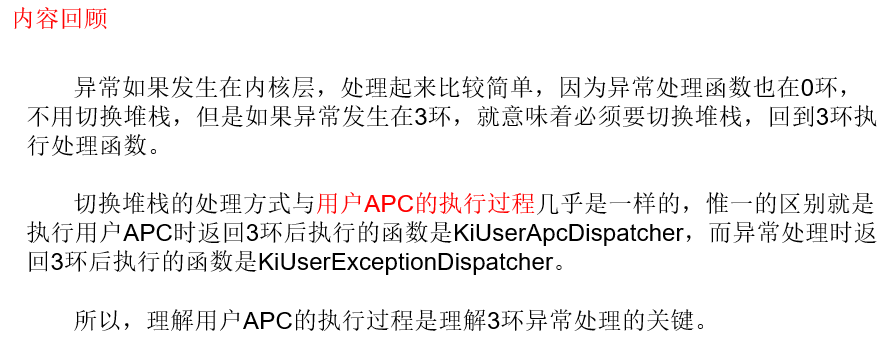 内容回顾
异常如果发生在内核层，处理起来比较简单，因为异常处理函数也在0环，
不用切换堆栈，但是如果异常发生在3环，就意味着必须要切换堆栈，回到3环执
行处理函数。
切换堆栈的处理方式与用户APC的执行过程几乎是一样的，惟一的区别就是
执行用户APC时返回3环后执行的函数是KiUserApcDispatcher，而异常处理时返
回3环后执行的函数是KiUserExceptionDispatcher。
所以，理解用户APC的执行过程是理解3环异常处理的关键。